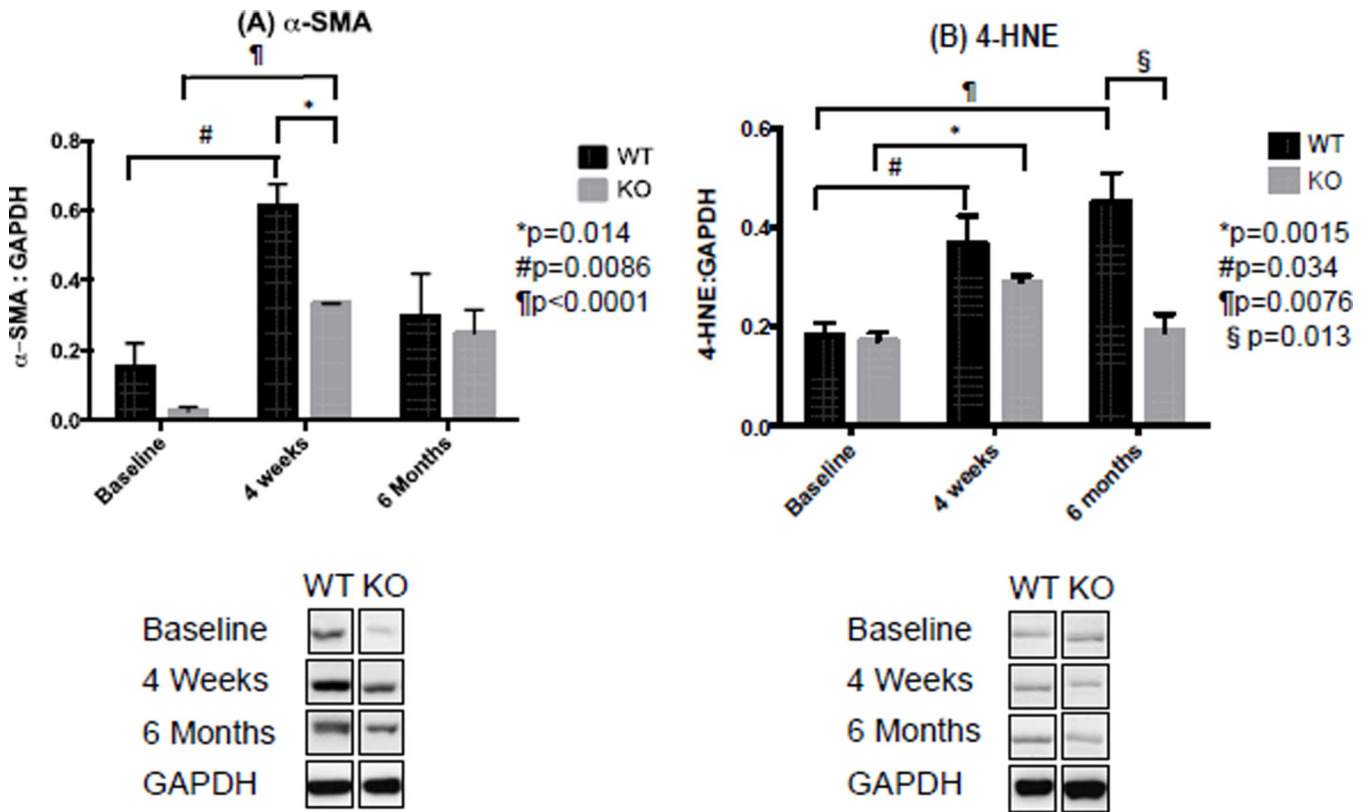 (A) α-SMA
¶
*
#
0.8
0.6
0.4
0.2
0.0
α-SMA : GAPDH
Baseline
4 weeks
6 Months
WT
KO
*p=0.014
#p=0.0086
¶p<0.0001
(B) 4-HNE
§
¶
*
#
0.6
0.4
0.2
0.0
4-HNE:GAPDH
Baseline
4 weeks
6 months
WT
KO
*p=0.0015
#p=0.034
¶p=0.0076
§ p=0.013
WT KO
Baseline
4 Weeks
6 Months
GAPDH
WT KO
Baseline
4 Weeks
6 Months
GAPDH